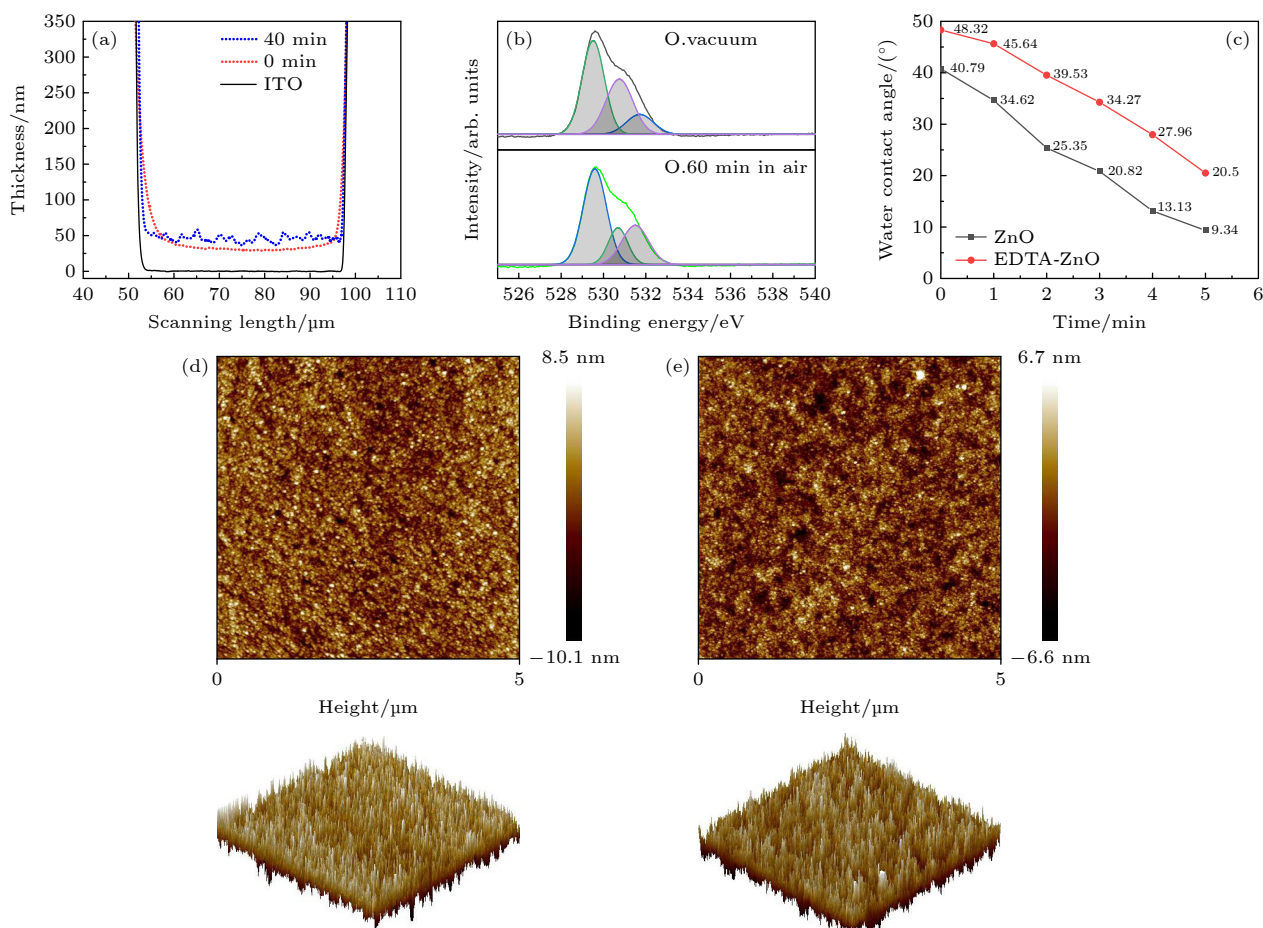 (a)
350
300
250
200
150
100
50
0
Thickness/nm
40 min
0 min
ITO
40 50 60 70 80 90 100 110
Scanning length/μm
(b)
O.vacuum
O.60 min in air
Intensity/arb. units
526 528 530 532 534 536 538 540
Binding energy/eV
(c)
50
40
30
20
10
0
Water contact angle/(°)
48.32
45.64
39.53
34.27
27.96
20.5
40.79
34.62
25.35
20.82
13.13
9.34
ZnO
EDTA-ZnO
0 1 2 3 4 5 6
Time/min
(d)
8.5 nm
−10.1 nm
0 5
Height/μm
(e)
6.7 nm
−6.6 nm
0 5
Height/μm